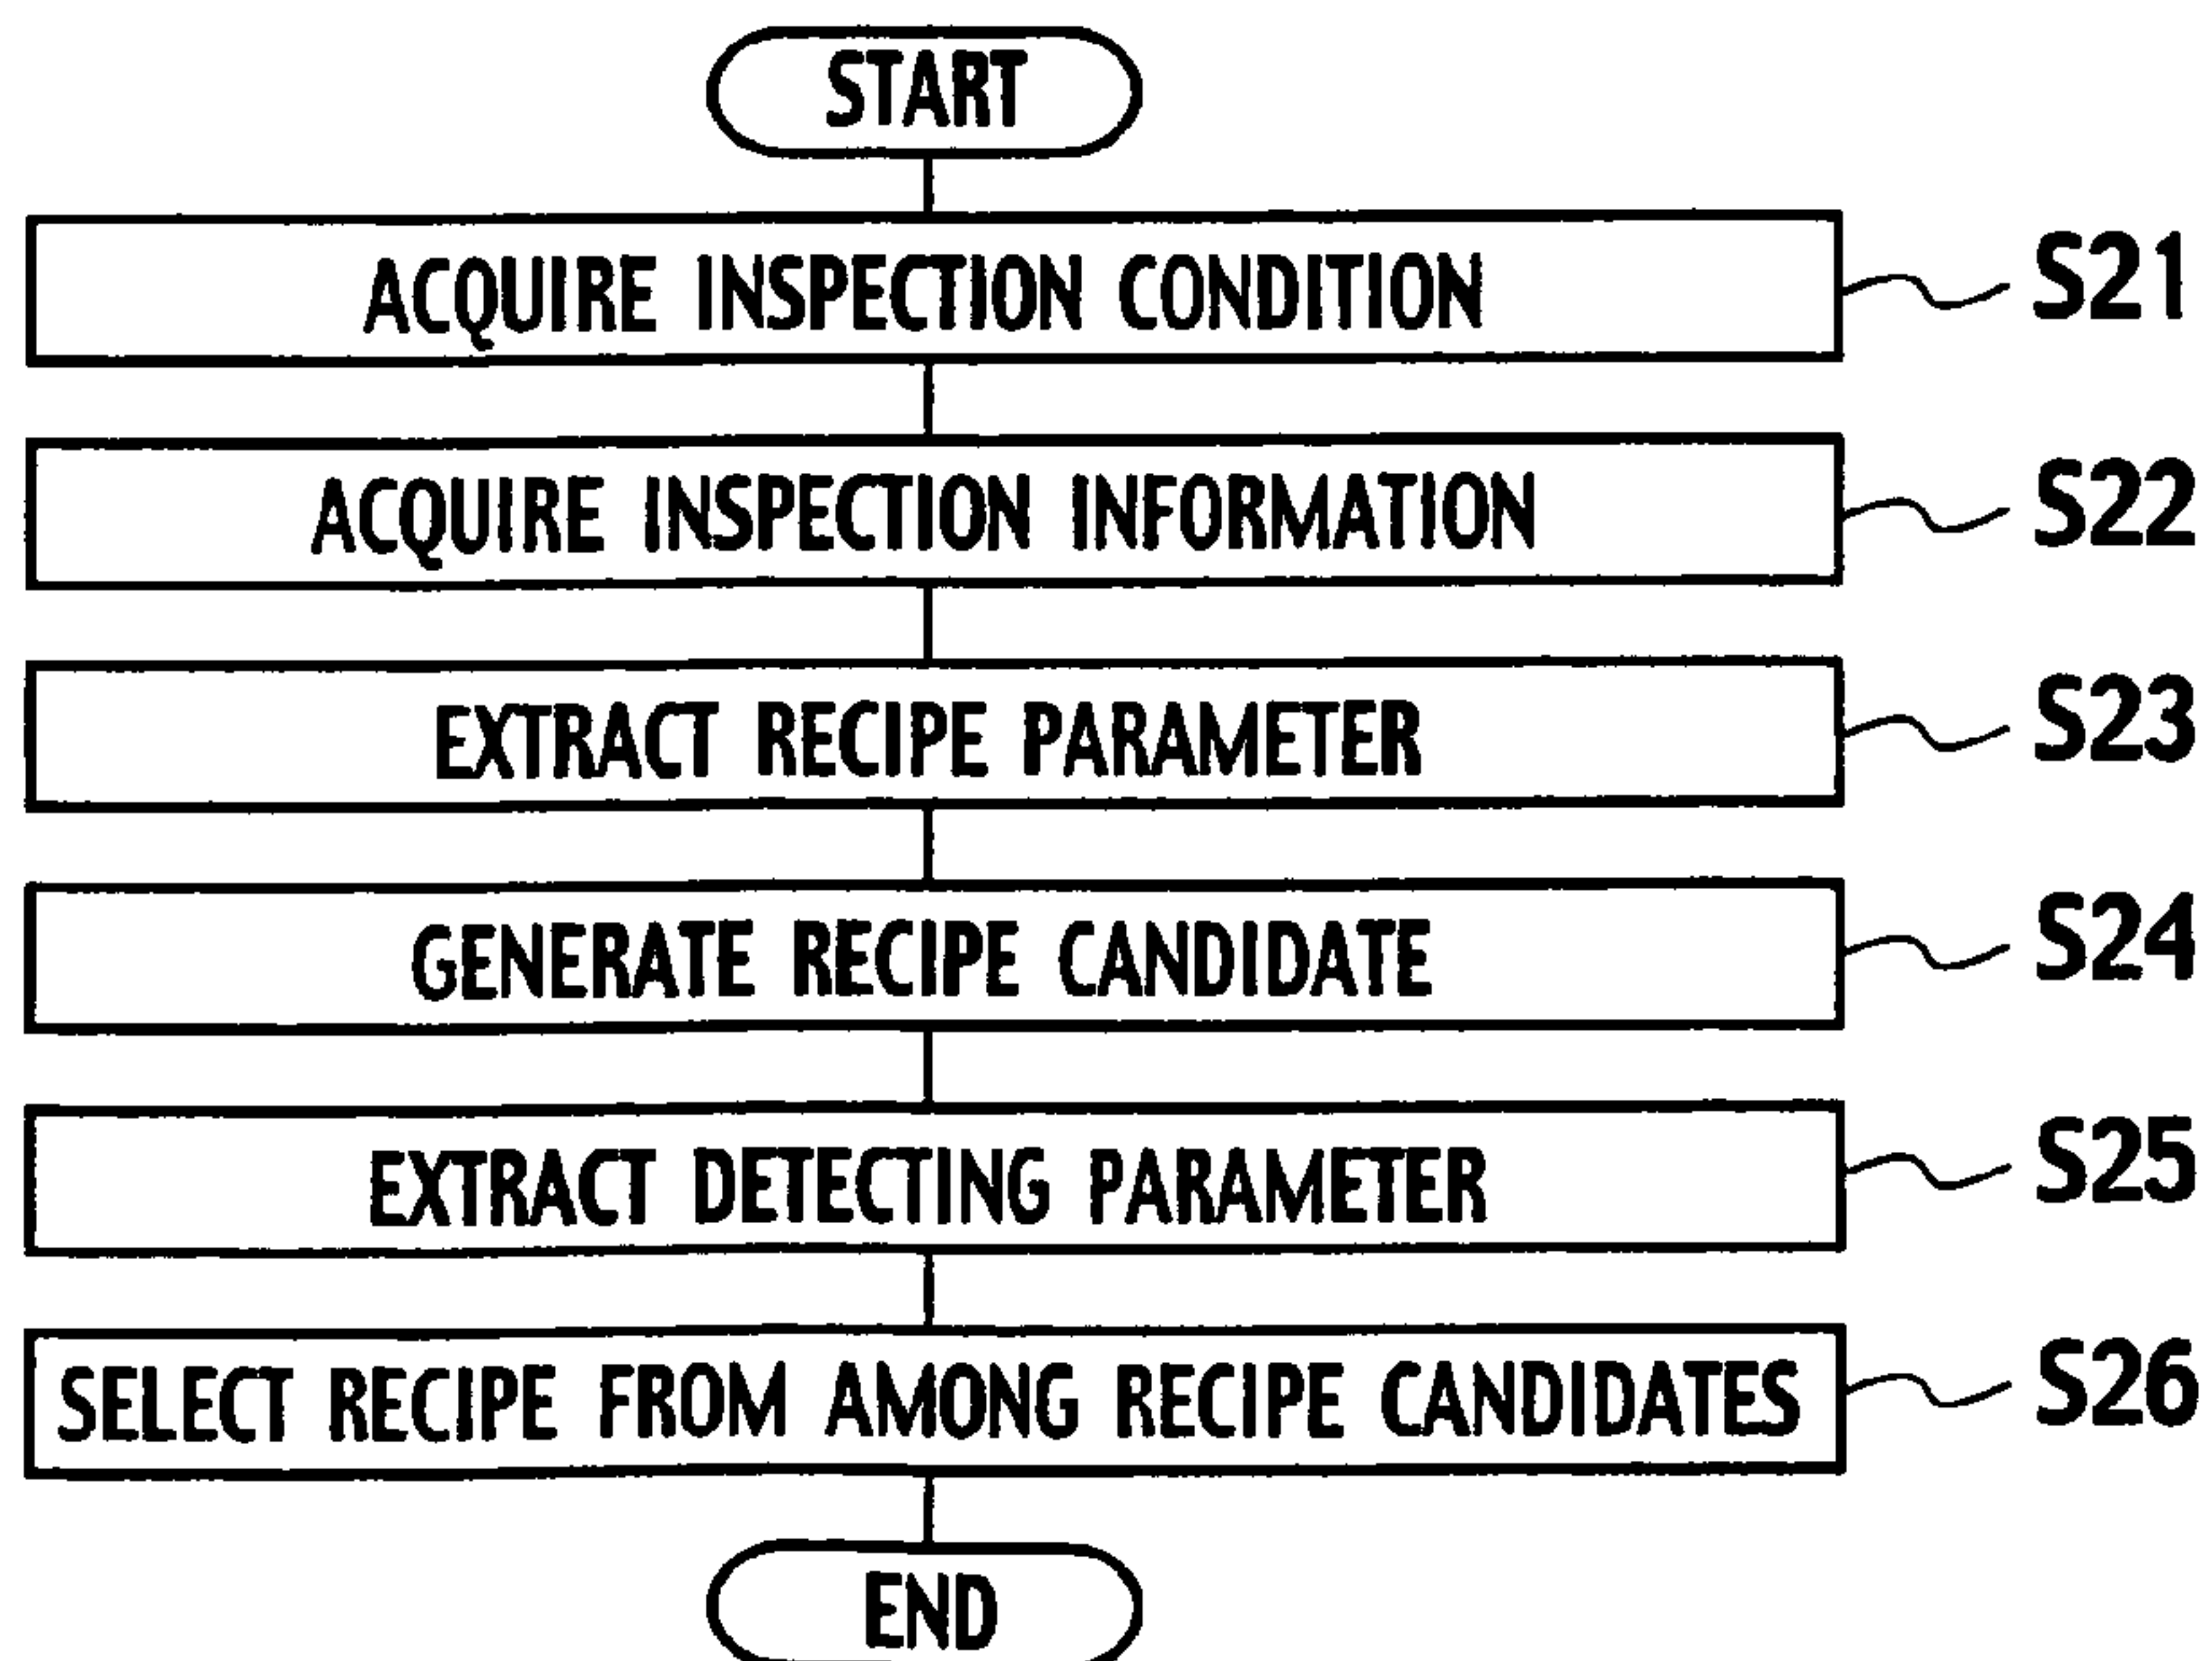 START
ACQUIRE INSPECTION CONDITION S21
ACQUIRE INSPECTION INFORMATION S22
EXTRACT RECIPE PARAMETER S23
GENERATE RECIPE CANDIDATE S24
EXTRACT DETECTING PARAMETER S25
SELECT RECIPE FROM AMONG RECIPE CANDIDATES S26
END